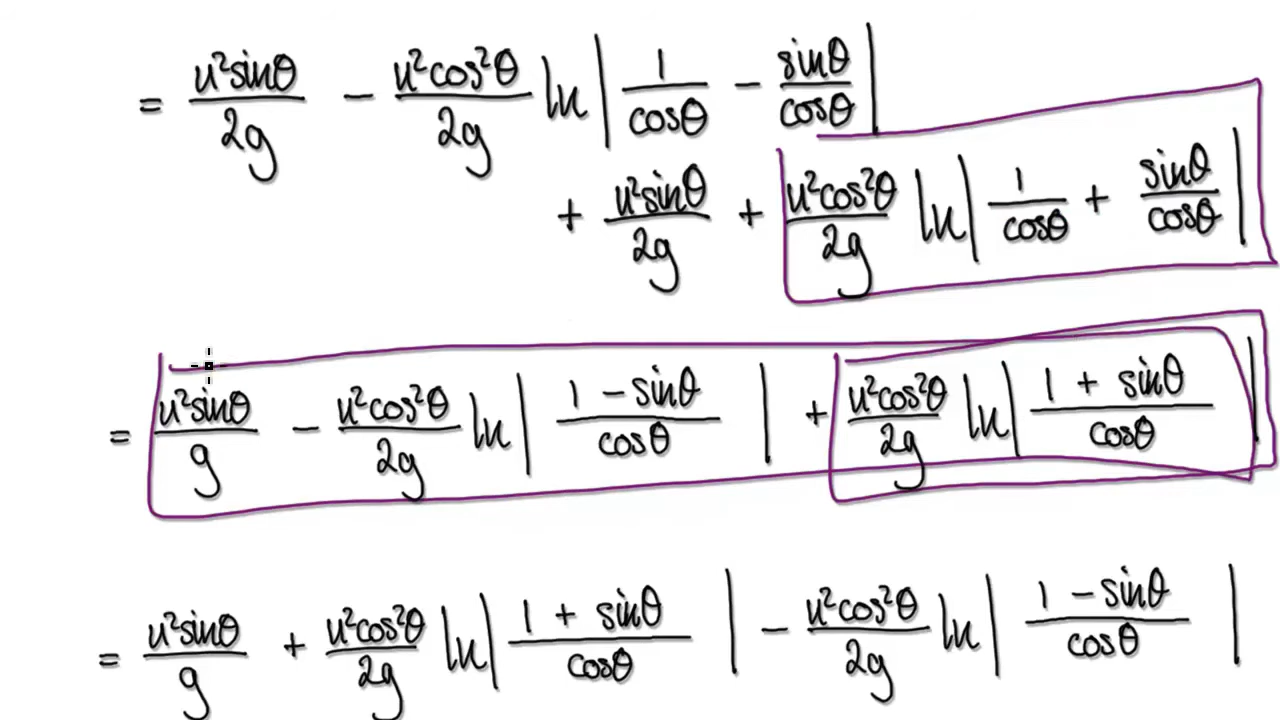 = u²sinθ/2g − u²cos²θ/2g ln| 1/cosθ − sinθ/cosθ |
+ u²sinθ/2g + u²cos²θ/2g ln| 1/cosθ + sinθ/cosθ |
= u²sinθ/g − u²cos²θ/2g ln| (1 − sinθ)/cosθ | + u²cos²θ/2g ln| (1 + sinθ)/cosθ |
= u²sinθ/g + u²cos²θ/2g ln| (1 + sinθ)/cosθ | − u²cos²θ/2g ln| (1 − sinθ)/cosθ |